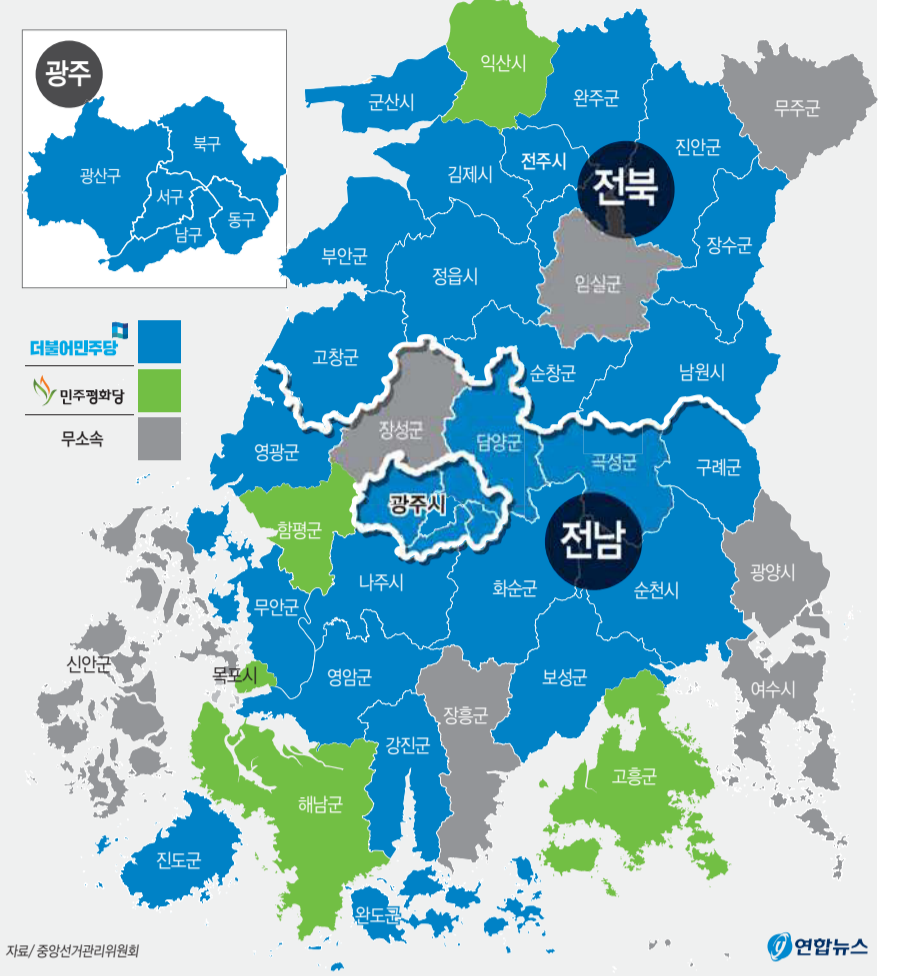 광주
북구
광산구
서구
동구
남구
더불어민주당
민주평화당
무소속
익산시
군산시
완주군
무주군
전주시
진안군
김제시
전북
부안군
정읍시
장수군
임실군
고창군
순창군
남원시
장성군
담양군
영광군
곡성군
구례군
광주시
함평군
전남
나주시
화순군
순천시
광양시
무안군
신안군
목포시
영암군
보성군
여수시
장흥군
강진군
해남군
고흥군
진도군
완도군
자료/ 중앙선거관리위원회
연합뉴스